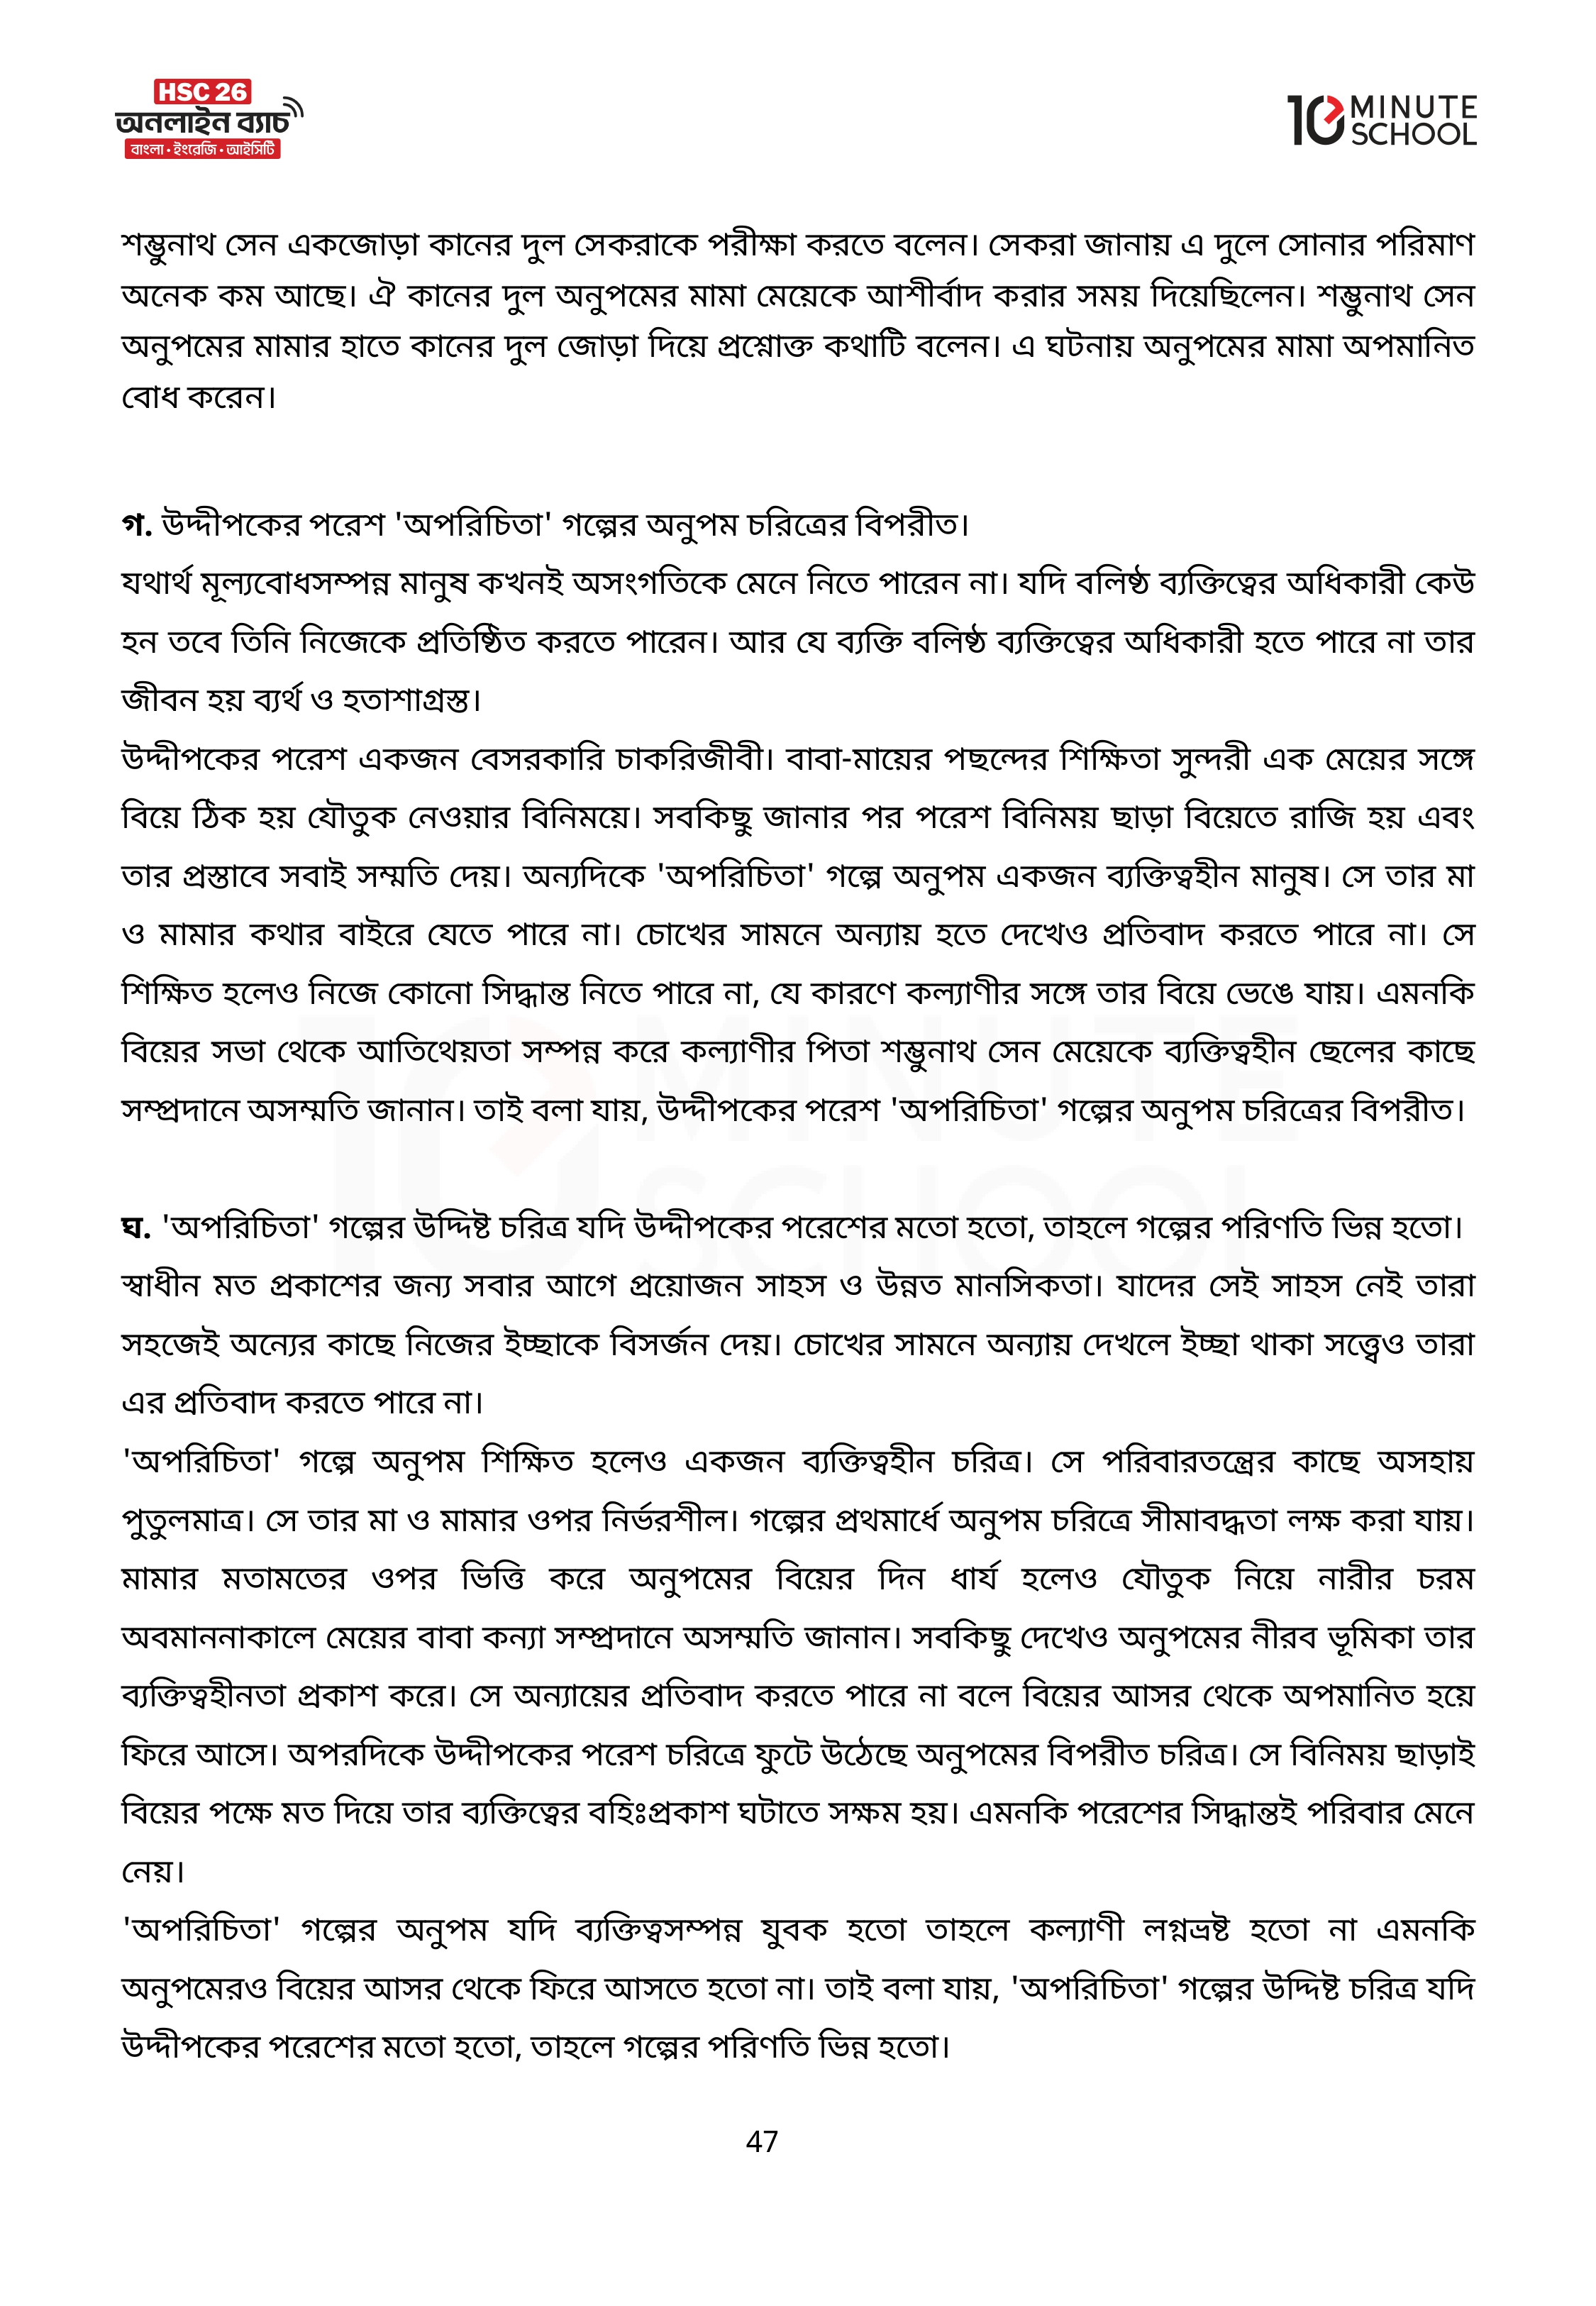 HSC 26
অনলাইন ব্যাচ
বাংলা • ইংরেজি • আইসিটি
10 MINUTE
SCHOOL
শম্ভুনাথ সেন একজোড়া কানের দুল সেকরাকে পরীক্ষা করতে বলেন। সেকরা জানায় এ দুলে সোনার পরিমাণ
অনেক কম আছে। ঐ কানের দুল অনুপমের মামা মেয়েকে আশীর্বাদ করার সময় দিয়েছিলেন। শম্ভুনাথ সেন
অনুপমের মামার হাতে কানের দুল জোড়া দিয়ে প্রশ্নোক্ত কথাটি বলেন। এ ঘটনায় অনুপমের মামা অপমানিত
বোধ করেন।
গ. উদ্দীপকের পরেশ 'অপরিচিতা' গল্পের অনুপম চরিত্রের বিপরীত।
যথার্থ মূল্যবোধসম্পন্ন মানুষ কখনই অসংগতিকে মেনে নিতে পারেন না। যদি বলিষ্ঠ ব্যক্তিত্বের অধিকারী কেউ
হন তবে তিনি নিজেকে প্রতিষ্ঠিত করতে পারেন। আর যে ব্যক্তি বলিষ্ঠ ব্যক্তিত্বের অধিকারী হতে পারে না তার
জীবন হয় ব্যর্থ ও হতাশাগ্রস্ত।
উদ্দীপকের পরেশ একজন বেসরকারি চাকরিজীবী। বাবা-মায়ের পছন্দের শিক্ষিতা সুন্দরী এক মেয়ের সঙ্গে
বিয়ে ঠিক হয় যৌতুক নেওয়ার বিনিময়ে। সবকিছু জানার পর পরেশ বিনিময় ছাড়া বিয়েতে রাজি হয় এবং
তার প্রস্তাবে সবাই সম্মতি দেয়। অন্যদিকে 'অপরিচিতা' গল্পে অনুপম একজন ব্যক্তিত্বহীন মানুষ। সে তার মা
ও মামার কথার বাইরে যেতে পারে না। চোখের সামনে অন্যায় হতে দেখেও প্রতিবাদ করতে পারে না। সে
শিক্ষিত হলেও নিজে কোনো সিদ্ধান্ত নিতে পারে না, যে কারণে কল্যাণীর সঙ্গে তার বিয়ে ভেঙে যায়। এমনকি
বিয়ের সভা থেকে আতিথেয়তা সম্পন্ন করে কল্যাণীর পিতা শম্ভুনাথ সেন মেয়েকে ব্যক্তিত্বহীন ছেলের কাছে
সম্প্রদানে অসম্মতি জানান। তাই বলা যায়, উদ্দীপকের পরেশ 'অপরিচিতা' গল্পের অনুপম চরিত্রের বিপরীত।
ঘ. 'অপরিচিতা' গল্পের উদ্দিষ্ট চরিত্র যদি উদ্দীপকের পরেশের মতো হতো, তাহলে গল্পের পরিণতি ভিন্ন হতো।
স্বাধীন মত প্রকাশের জন্য সবার আগে প্রয়োজন সাহস ও উন্নত মানসিকতা। যাদের সেই সাহস নেই তারা
সহজেই অন্যের কাছে নিজের ইচ্ছাকে বিসর্জন দেয়। চোখের সামনে অন্যায় দেখলে ইচ্ছা থাকা সত্ত্বেও তারা
এর প্রতিবাদ করতে পারে না।
'অপরিচিতা' গল্পে অনুপম শিক্ষিত হলেও একজন ব্যক্তিত্বহীন চরিত্র। সে পরিবারতন্ত্রের কাছে অসহায়
পুতুলমাত্র। সে তার মা ও মামার ওপর নির্ভরশীল। গল্পের প্রথমার্ধে অনুপম চরিত্রে সীমাবদ্ধতা লক্ষ করা যায়।
মামার মতামতের ওপর ভিত্তি করে অনুপমের বিয়ের দিন ধার্য হলেও যৌতুক নিয়ে নারীর চরম
অবমাননাকালে মেয়ের বাবা কন্যা সম্প্রদানে অসম্মতি জানান। সবকিছু দেখেও অনুপমের নীরব ভূমিকা তার
ব্যক্তিত্বহীনতা প্রকাশ করে। সে অন্যায়ের প্রতিবাদ করতে পারে না বলে বিয়ের আসর থেকে অপমানিত হয়ে
ফিরে আসে। অপরদিকে উদ্দীপকের পরেশ চরিত্রে ফুটে উঠেছে অনুপমের বিপরীত চরিত্র। সে বিনিময় ছাড়াই
বিয়ের পক্ষে মত দিয়ে তার ব্যক্তিত্বের বহিঃপ্রকাশ ঘটাতে সক্ষম হয়। এমনকি পরেশের সিদ্ধান্তই পরিবার মেনে
নেয়।
'অপরিচিতা' গল্পের অনুপম যদি ব্যক্তিত্বসম্পন্ন যুবক হতো তাহলে কল্যাণী লগ্নভ্রষ্ট হতো না এমনকি
অনুপমেরও বিয়ের আসর থেকে ফিরে আসতে হতো না। তাই বলা যায়, 'অপরিচিতা' গল্পের উদ্দিষ্ট চরিত্র যদি
উদ্দীপকের পরেশের মতো হতো, তাহলে গল্পের পরিণতি ভিন্ন হতো।
47